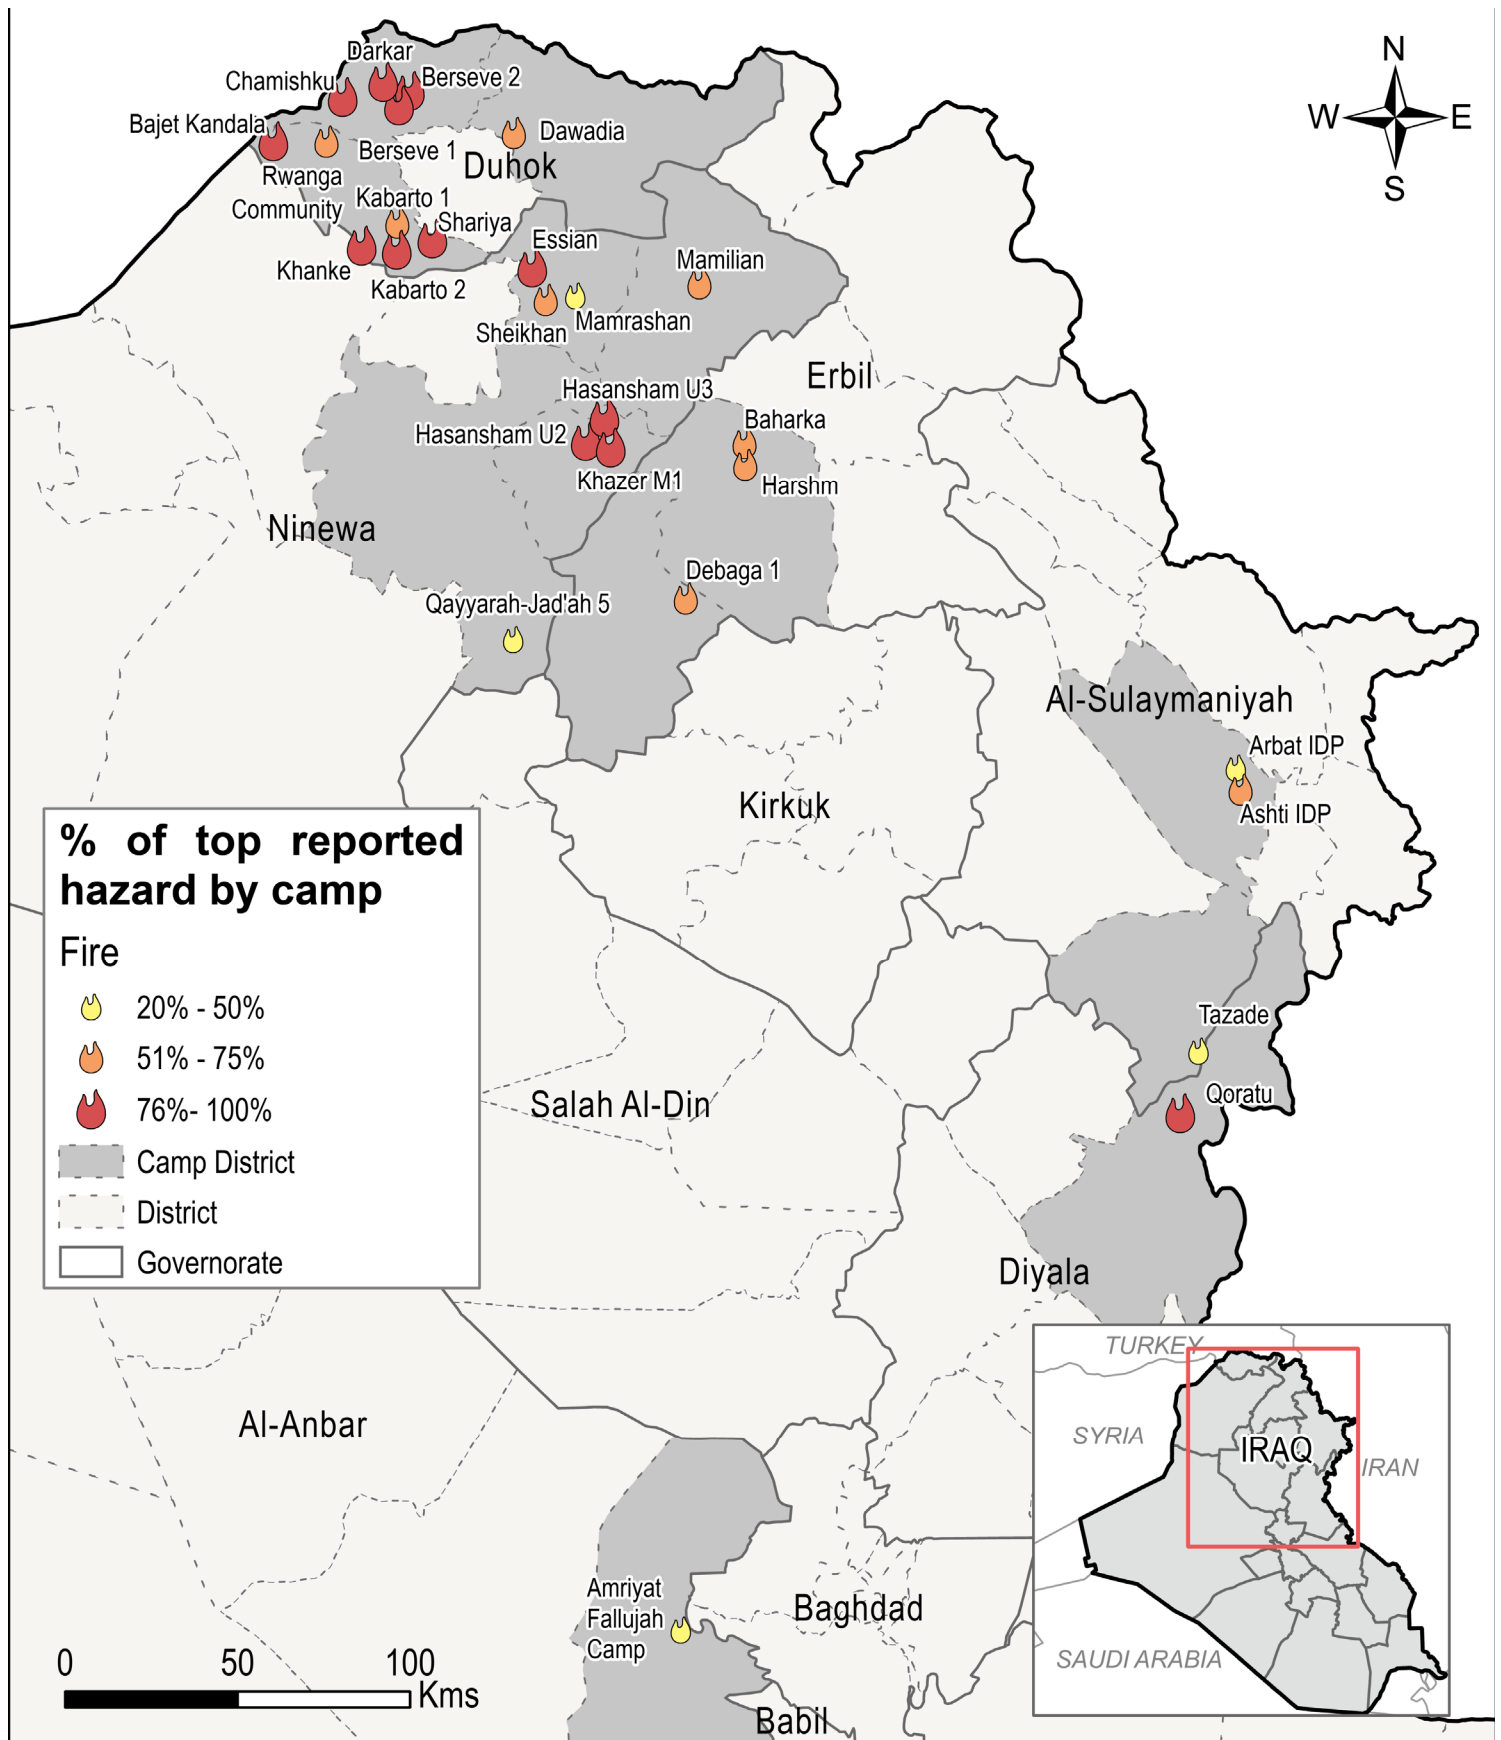 N
W E
S
Darkar
Chamishku
Berseve 2
Bajet Kandala
Berseve 1
Dawadia
Duhok
Rwanga
Community
Kabarto 1
Shariya
Khanke
Kabarto 2
Essian
Mamilian
Sheikhan
Mamrashan
Erbil
Hasansham U3
Hasansham U2
Khazer M1
Baharka
Harshm
Ninewa
Debaga 1
Qayyarah-Jad'ah 5
Al-Sulaymaniyah
Arbat IDP
Ashti IDP
Kirkuk
% of top reported
hazard by camp
Fire
20% - 50%
51% - 75%
76%- 100%
Camp District
District
Governorate
Tazade
Qoratu
Salah Al-Din
Diyala
Al-Anbar
Amriyat
Fallujah
Camp
Baghdad
Babil
0 50 100
Kms
TURKEY
SYRIA
IRAQ
IRAN
SAUDI ARABIA